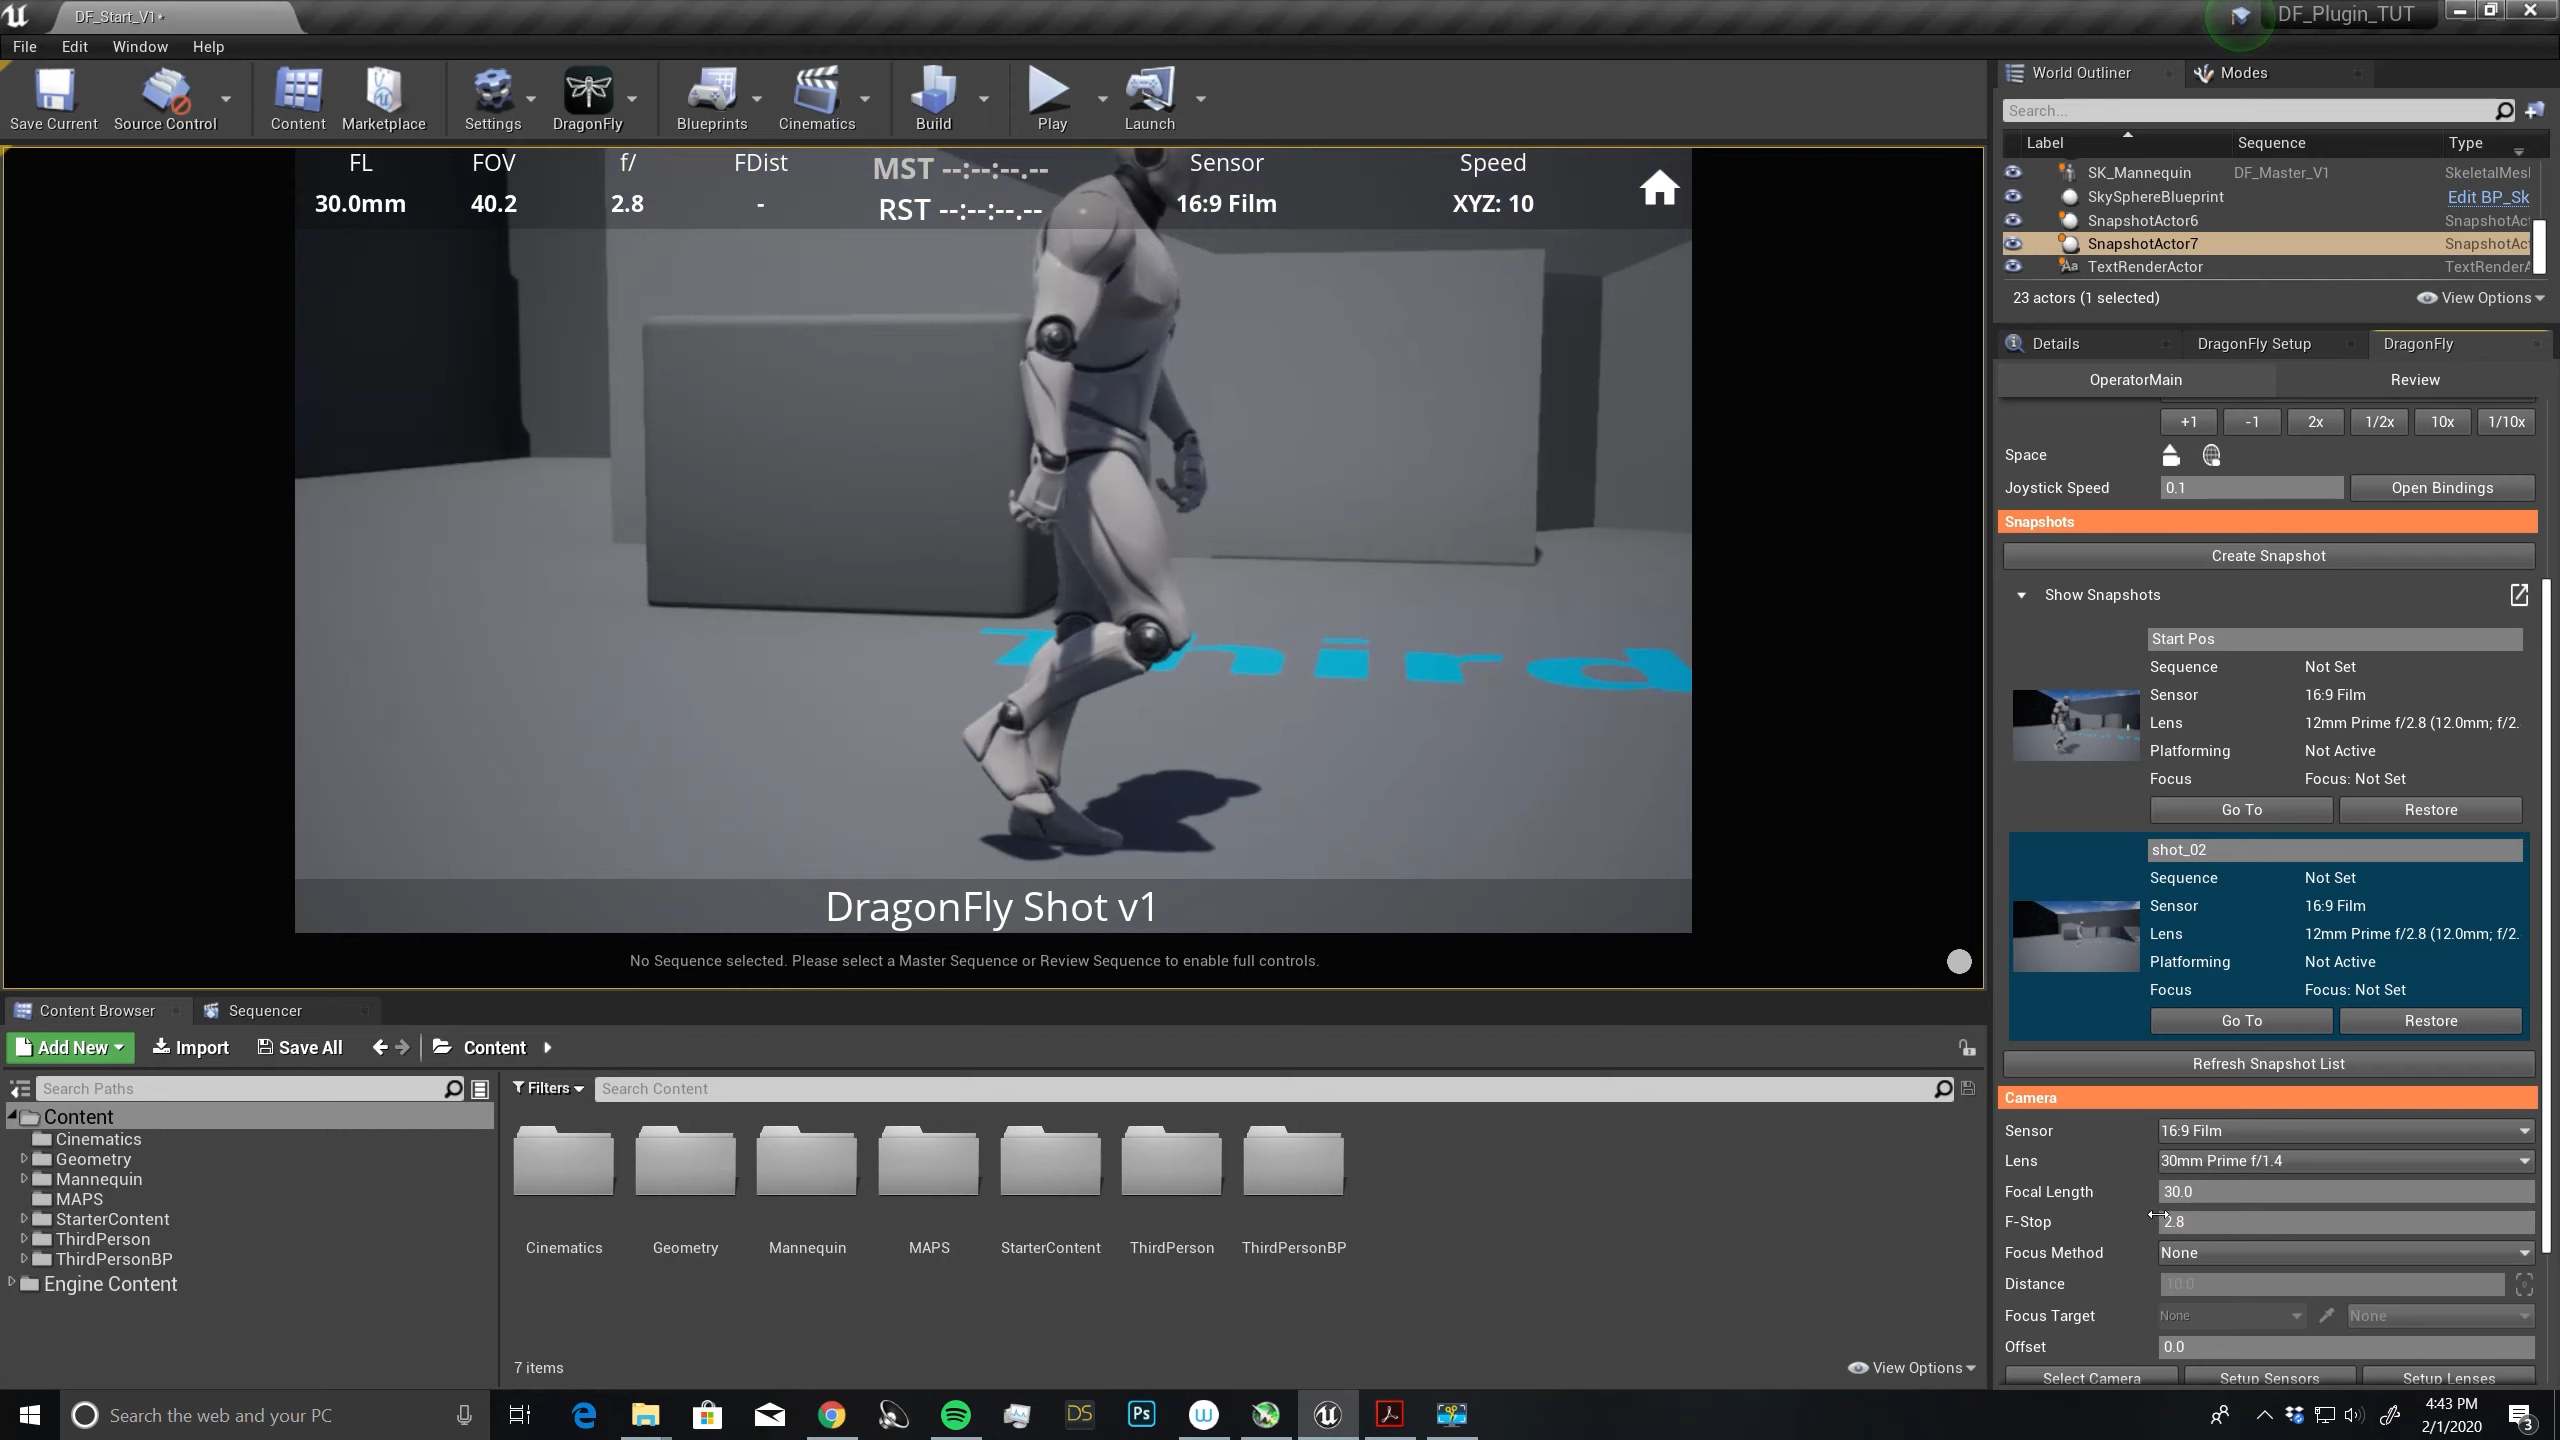 DF_Start_V1*
DF_Plugin_TUT
File Edit Window Help
Save Current Source Control Content Marketplace Settings DragonFly Blueprints Cinematics Build Play Launch
FL FOV f/ FDist MST --:--:--.-- Sensor Speed
30.0mm 40.2 2.8 - RST --:--:--.-- 16:9 Film XYZ: 10
Third
DragonFly Shot v1
No Sequence selected. Please select a Master Sequence or Review Sequence to enable full controls.
World Outliner Modes
Search...
Label Sequence Type
SK_Mannequin DF_Master_V1 SkeletalMesl
SkySphereBlueprint Edit BP_Sk
SnapshotActor6 SnapshotAct
SnapshotActor7 SnapshotAct
TextRenderActor TextRenderA
23 actors (1 selected) View Options
Details DragonFly Setup DragonFly
OperatorMain Review
+1 -1 2x 1/2x 10x 1/10x
Space
Joystick Speed 0.1 Open Bindings
Snapshots
Create Snapshot
Show Snapshots
Start Pos
Sequence Not Set
Sensor 16:9 Film
Lens 12mm Prime f/2.8 (12.0mm; f/2.
Platforming Not Active
Focus Focus: Not Set
Go To Restore
shot_02
Sequence Not Set
Sensor 16:9 Film
Lens 12mm Prime f/2.8 (12.0mm; f/2.
Platforming Not Active
Focus Focus: Not Set
Go To Restore
Refresh Snapshot List
Camera
Sensor 16:9 Film
Lens 30mm Prime f/1.4
Focal Length 30.0
F-Stop 2.8
Focus Method None
Distance 10.0
Focus Target None None
Offset 0.0
Select Camera Setup Sensors Setup Lenses
Content Browser Sequencer
Add New Import Save All Content
Search Paths Filters Search Content
Content
Cinematics
Geometry
Mannequin
MAPS
StarterContent
ThirdPerson
ThirdPersonBP
Engine Content
Cinematics Geometry Mannequin MAPS StarterContent ThirdPerson ThirdPersonBP
7 items View Options
Search the web and your PC
DS
Ps
W
4:43 PM
2/1/2020
3